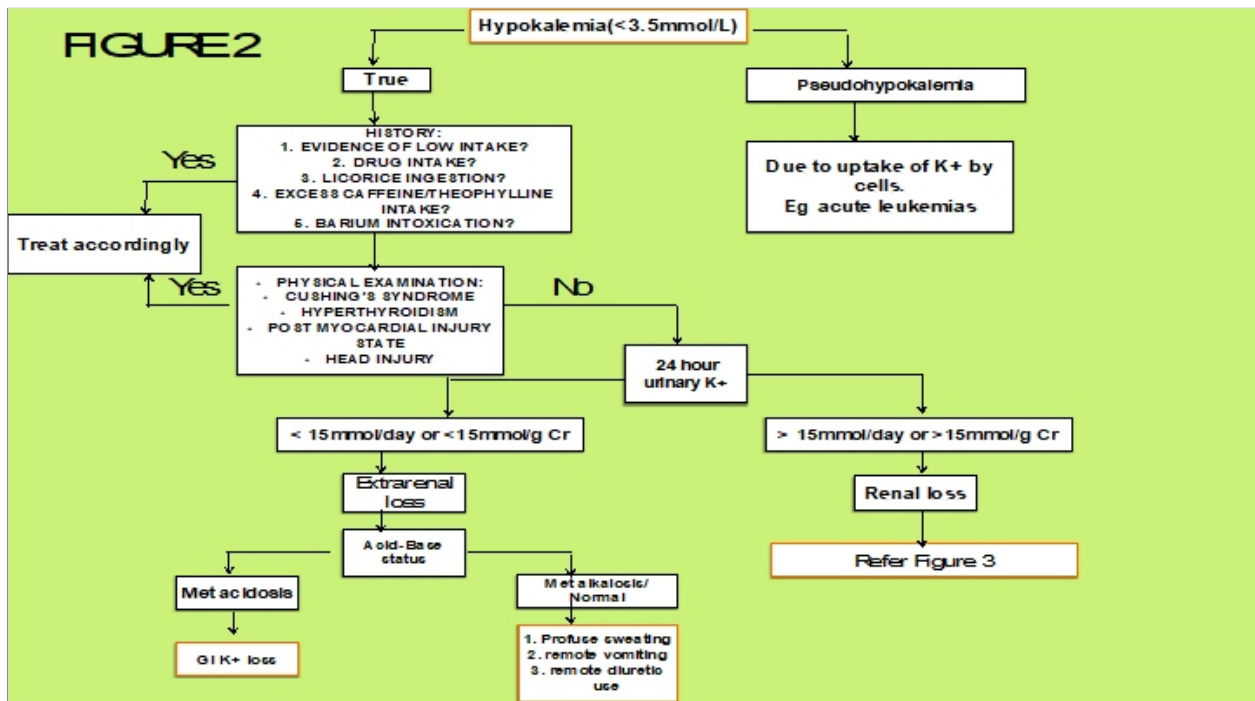 FIGURE 2
Hypokalemia(<3.5mmol/L)
True
Pseudohypokalemia
HISTORY:
1. EVIDENCE OF LOW INTAKE?
2. DRUG INTAKE?
3. LICORICE INGESTION?
4. EXCESS CAFFEINE/THEOPHYLLINE
INTAKE?
5. BARIUM INTOXICATION?
Yes
Due to uptake of K+ by
cells.
Eg acute leukemias
Treat accordingly
Yes
- PHYSICAL EXAMINATION:
- CUSHING'S SYNDROME
- HYPERTHYROIDISM
- POST MYOCARDIAL INJURY
STATE
- HEAD INJURY
No
24 hour
urinary K+
< 15mmol/day or <15mmol/g Cr
> 15mmol/day or >15mmol/g Cr
Extrarenal
loss
Renal loss
Acid-Base
status
Refer Figure 3
Met acidosis
Met alkalosis/
Normal
GI K+ loss
1. Profuse sweating
2. remote vomiting
3. remote diuretic
use